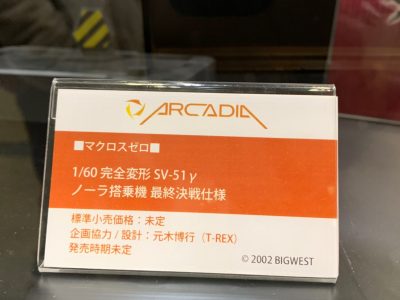 ARCADIA
■マクロスゼロ■
1/60 完全変形 SV-51γ
ノーラ搭乗機 最終決戦仕様
標準小売価格：未定
企画協力 / 設計：元木博行（T-REX）
発売時期未定
© 2002 BIGWEST